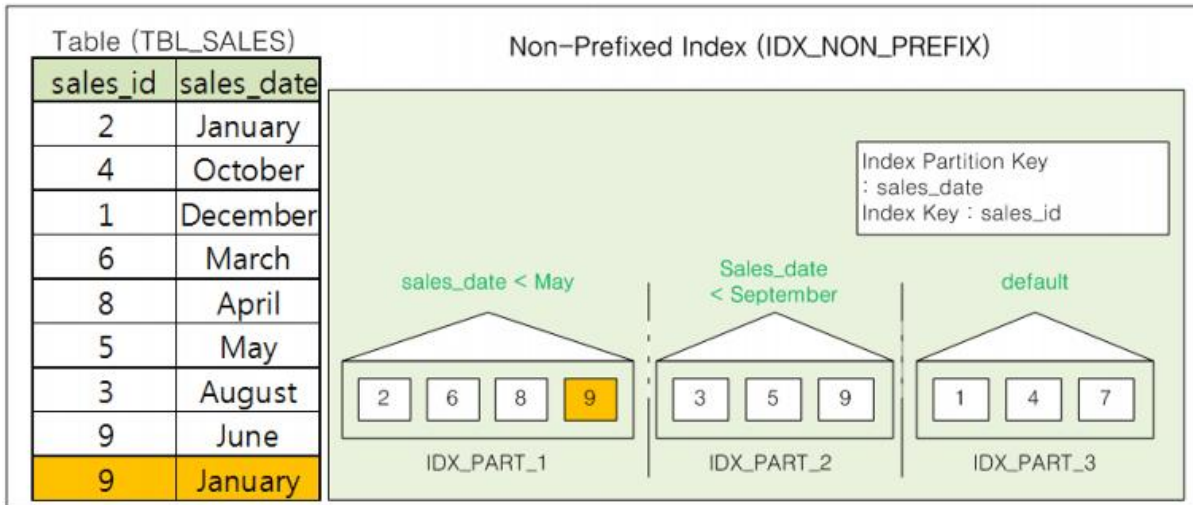 Table (TBL_SALES)
sales_id sales_date
2 January
4 October
1 December
6 March
8 April
5 May
3 August
9 June
9 January
Non-Prefixed Index (IDX_NON_PREFIX)
Index Partition Key
: sales_date
Index Key : sales_id
sales_date < May
Sales_date
< September
default
2 6 8 9
3 5 9
1 4 7
IDX_PART_1
IDX_PART_2
IDX_PART_3